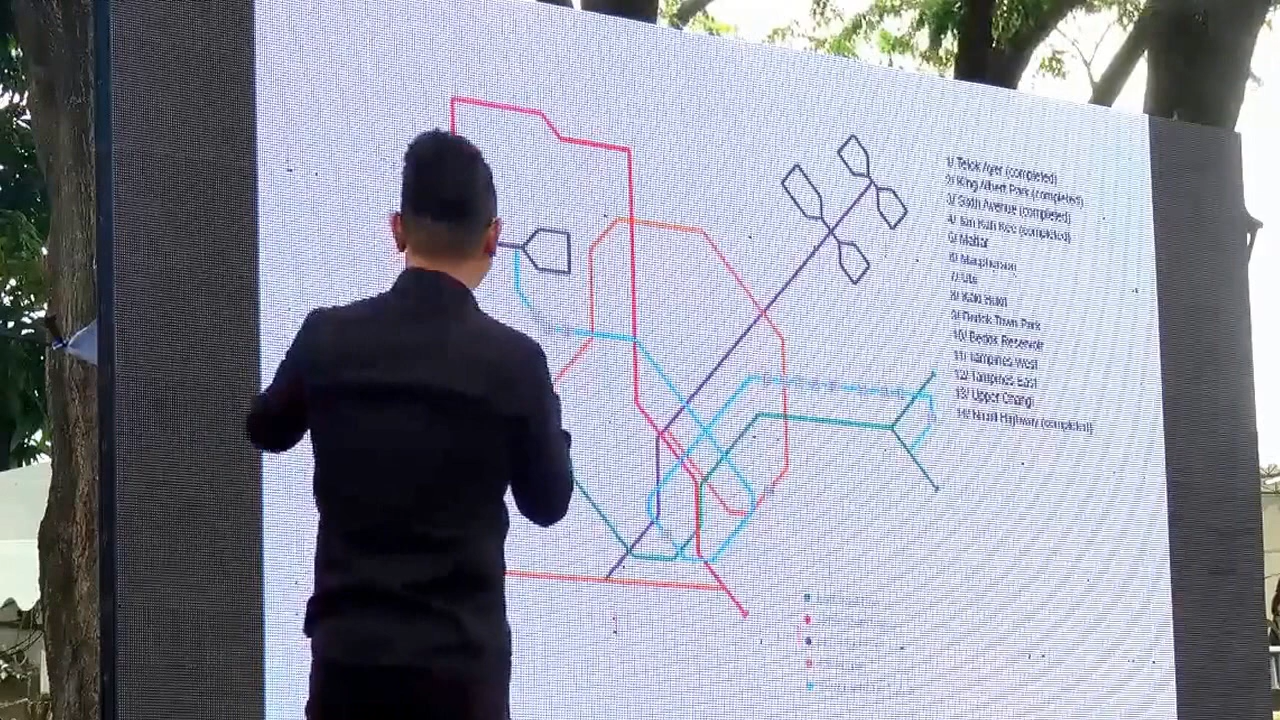 1/ Telok Ayer (completed)
2/ King Albert Park (completed)
3/ Sixth Avenue (completed)
4/ Tan Kah Kee (completed)
5/ Mattar
6/ Macpherson
7/ Ubi
8/ Kaki Bukit
9/ Bedok Town Park
10/ Bedok Reservoir
11/ Tampines West
12/ Tampines East
13/ Upper Changi
14/ Nicoll Highway (completed)